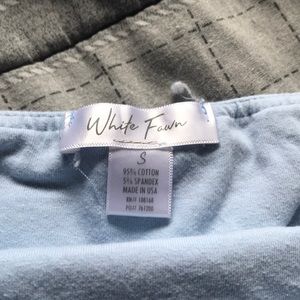 White Fawn
S
95% COTTON
5% SPANDEX
MADE IN USA